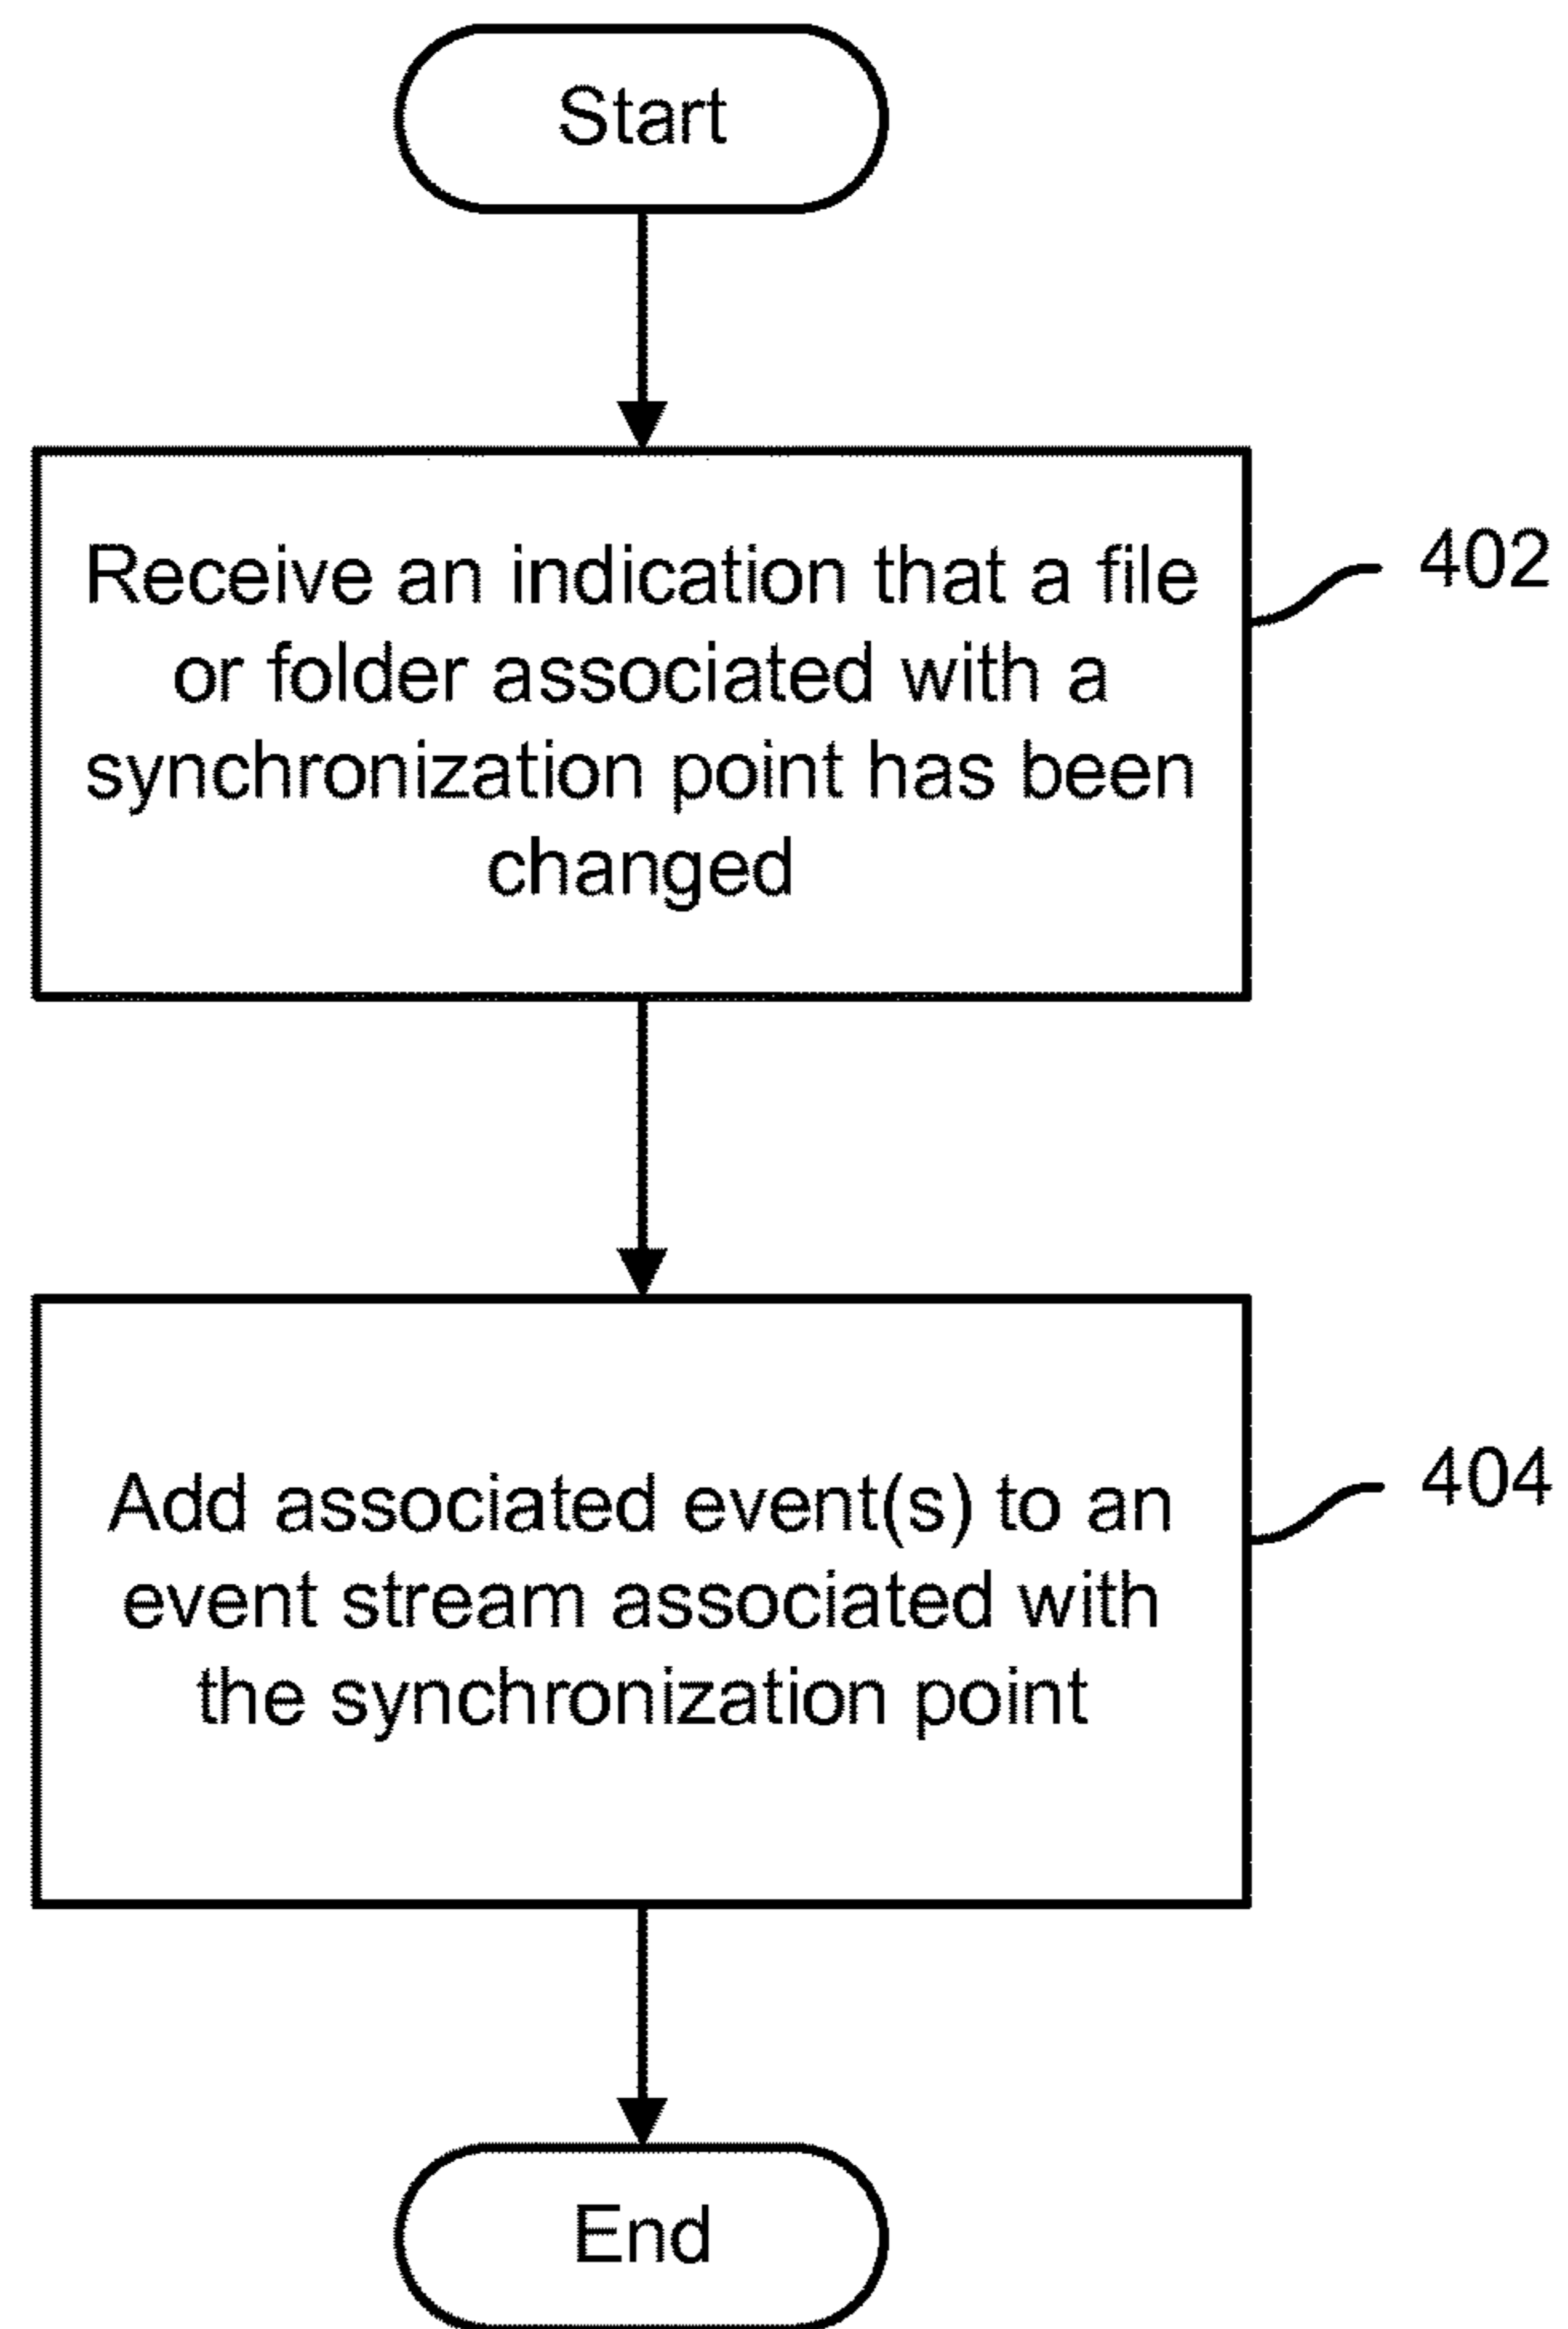 Start
Receive an indication that a file
or folder associated with a
synchronization point has been
changed
402
Add associated event(s) to an
event stream associated with
the synchronization point
404
End